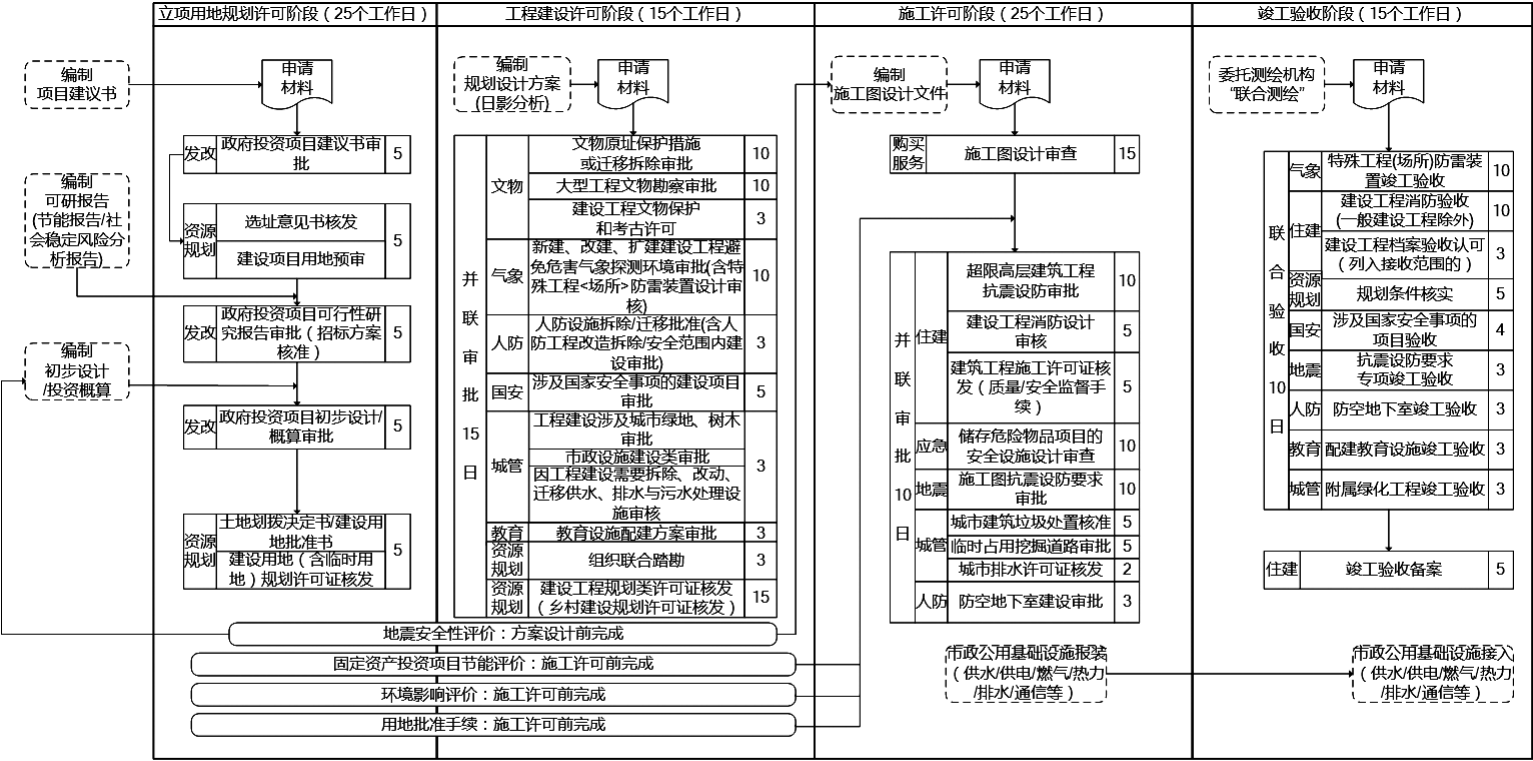 立项用地规划许可阶段（25个工作日）
编制
项目建议书
申请
材料
发改
政府投资项目建议书审
批
5
编制
可研报告
(节能报告/社
会稳定风险分
析报告)
资源
规划
选址意见书核发
建设项目用地预审
5
发改
政府投资项目可行性研
究报告审批（招标方案
核准）
5
编制
初步设计
/投资概算
发改
政府投资项目初步设计/
概算审批
5
资源
规划
土地划拨决定书/建设用
地批准书
建设用地（含临时用
地）规划许可证核发
5
工程建设许可阶段（15个工作日）
编制
规划设计方案
(日影分析)
申请
材料
并
联
审
批
15
日
文物
文物原址保护措施
或迁移拆除审批
10
大型工程文物勘察审批
10
建设工程文物保护
和考古许可
3
气象
新建、改建、扩建建设工程避
免危害气象探测环境审批(含特
殊工程<场所>防雷装置设计审
核)
10
人防
人防设施拆除/迁移批准(含人
防工程改造拆除/安全范围内建
设审批)
3
国安
涉及国家安全事项的建设项目
审批
5
城管
工程建设涉及城市绿地、树木
审批
市政设施建设类审批
因工程建设需要拆除、改动、
迁移供水、排水与污水处理设
施审核
3
教育
教育设施配建方案审批
3
资源
规划
组织联合踏勘
3
资源
规划
建设工程规划类许可证核发
（乡村建设规划许可证核发）
15
地震安全性评价：方案设计前完成
固定资产投资项目节能评价：施工许可前完成
环境影响评价：施工许可前完成
用地批准手续：施工许可前完成
施工许可阶段（25个工作日）
编制
施工图设计文件
申请
材料
购买
服务
施工图设计审查
15
并
联
审
批
10
日
住建
超限高层建筑工程
抗震设防审批
10
建设工程消防设计
审核
5
建筑工程施工许可证核
发（质量/安全监督手
续）
5
应急
储存危险物品项目的
安全设施设计审查
10
地震
施工图抗震设防要求
审批
10
城管
城市建筑垃圾处置核准
5
临时占用挖掘道路审批
5
城市排水许可证核发
2
人防
防空地下室建设审批
3
市政公用基础设施报装
（供水/供电/燃气/热力
/排水/通信等）
竣工验收阶段（15个工作日）
委托测绘机构
“联合测绘”
申请
材料
联
合
验
收
10
日
气象
特殊工程(场所)防雷装
置竣工验收
10
住建
建设工程消防验收
(一般建设工程除外)
10
建设工程档案验收认可
（列入接收范围的）
3
资源
规划
规划条件核实
5
国安
涉及国家安全事项的
项目验收
4
地震
抗震设防要求
专项竣工验收
3
人防
防空地下室竣工验收
3
教育
配建教育设施竣工验收
3
城管
附属绿化工程竣工验收
3
住建
竣工验收备案
5
市政公用基础设施接入
（供水/供电/燃气/热力
/排水/通信等）